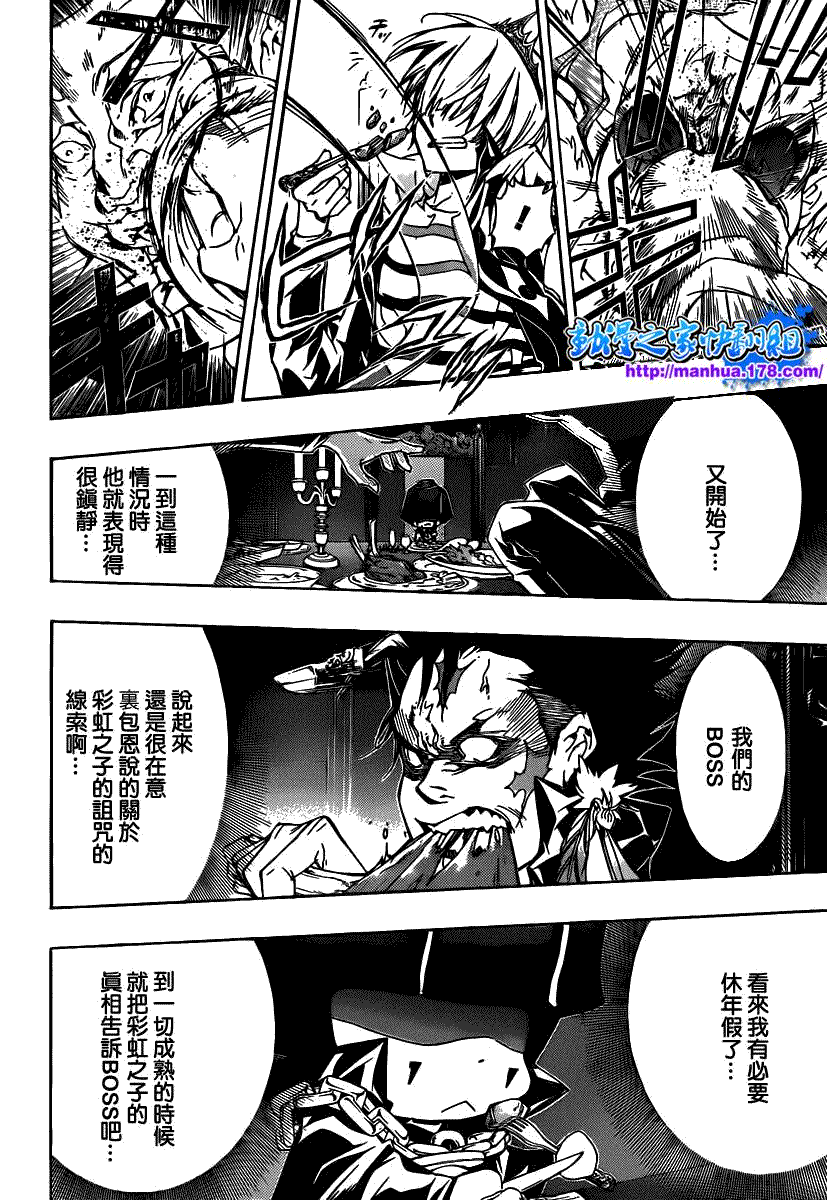 動漫之家汐翻組
http://manhua.178.com/
又開始了…
一到這種
情況時
他就表現得
很鎮靜…
我們的
BOSS
說起來
還是很在意
裏包恩說的關於
彩虹之子的詛咒的
線索啊…
看來我有必要
休年假了…
到一切成熟的時候
就把彩虹之子的
眞相告訴BOSS吧…